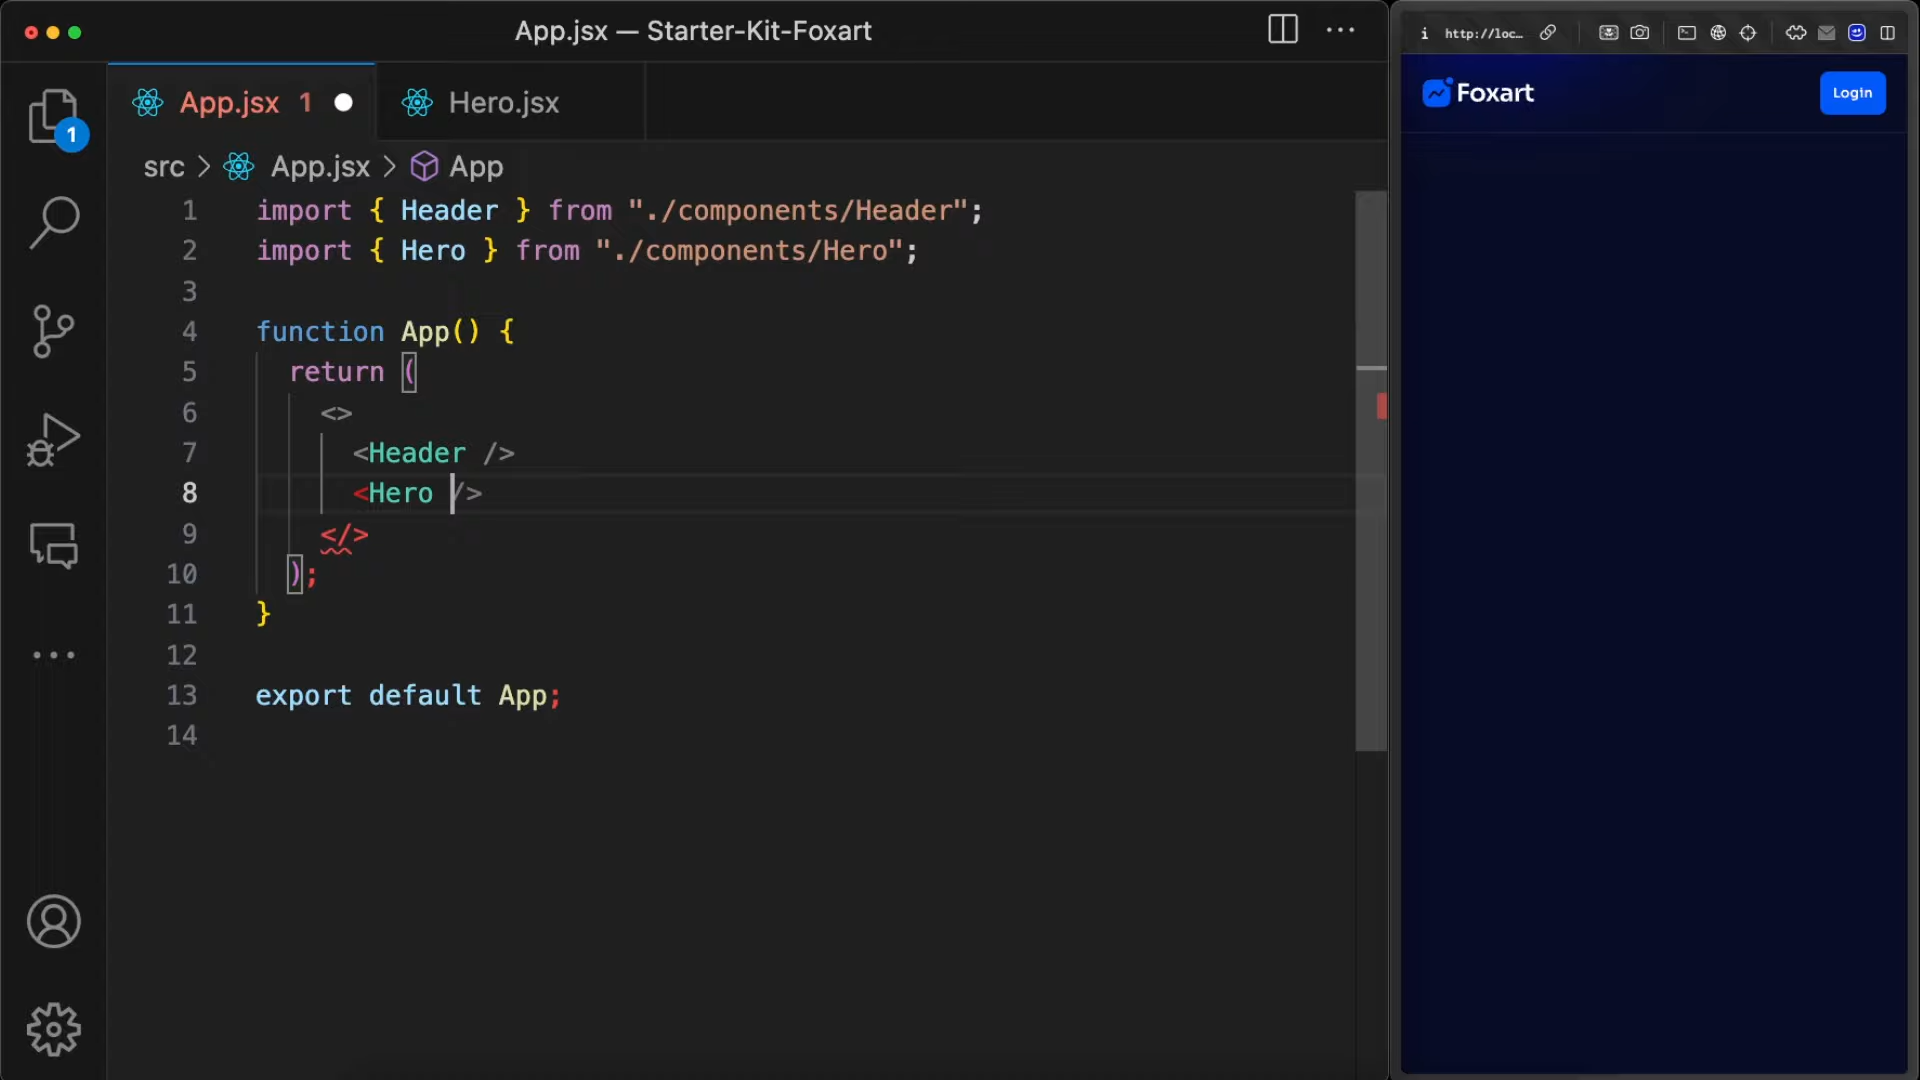 App.jsx — Starter-Kit-Foxart
App.jsx 1
Hero.jsx
src > App.jsx > App
1 import { Header } from "./components/Header";
2 import { Hero } from "./components/Hero";
3
4 function App() {
5 return (
6 <>
7 <Header />
8 <Hero />
9 </>
10 );
11 }
12
13 export default App;
14
1
http://loc…
Foxart
Login